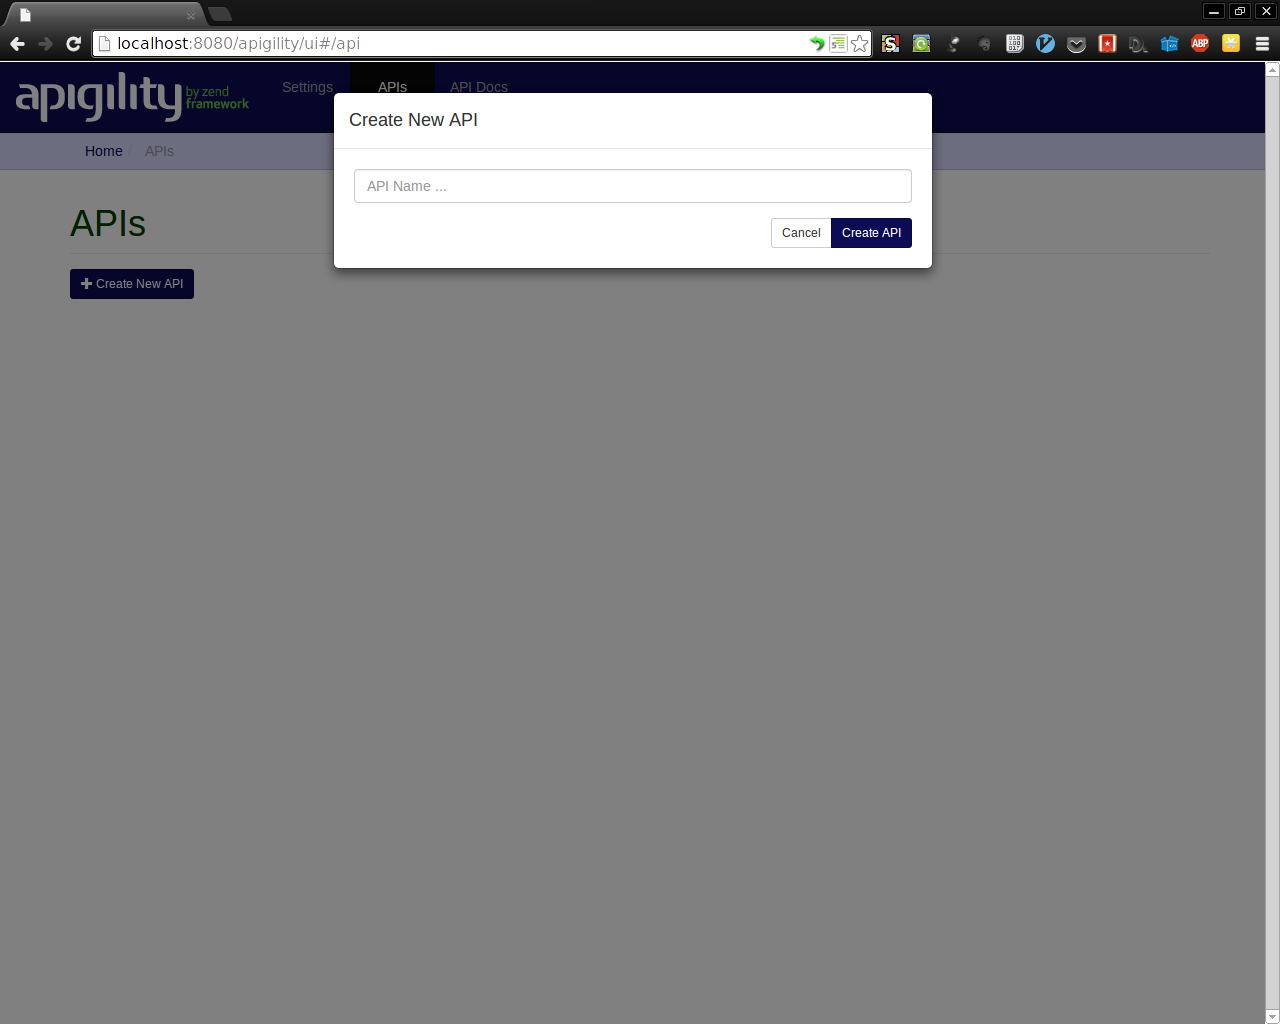 localhost:8080/apigility/ui#/api
S
ABP
apigility by zend framework
Settings
APIs
API Docs
Create New API
Home / APIs
API Name ...
APIs
Cancel
Create API
Create New API